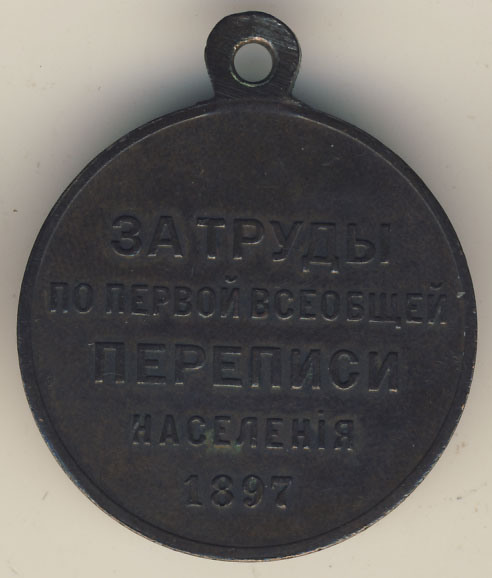 ЗА ТРУДЫ
ПО ПЕРВОЙ ВСЕОБЩЕЙ
ПЕРЕПИСИ
НАСЕЛЕНІЯ
1897